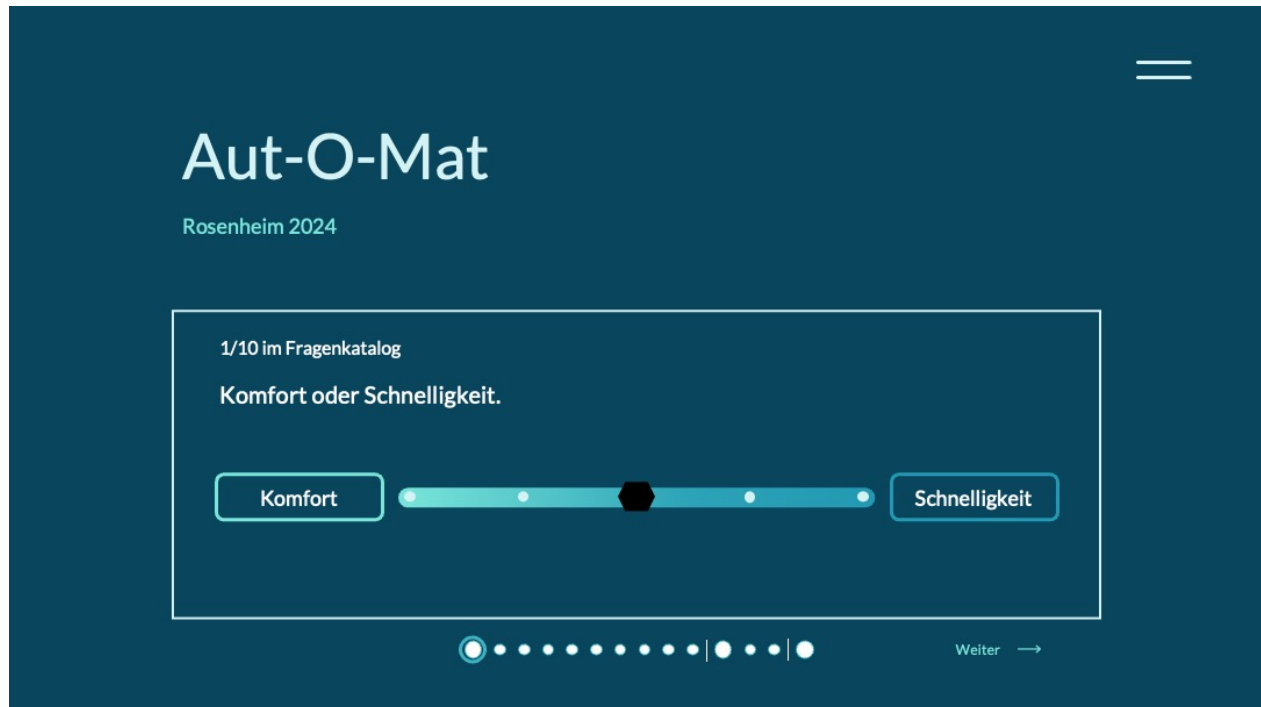 Aut-O-Mat
Rosenheim 2024
1/10 im Fragenkatalog
Komfort oder Schnelligkeit.
Komfort
Schnelligkeit
Weiter →